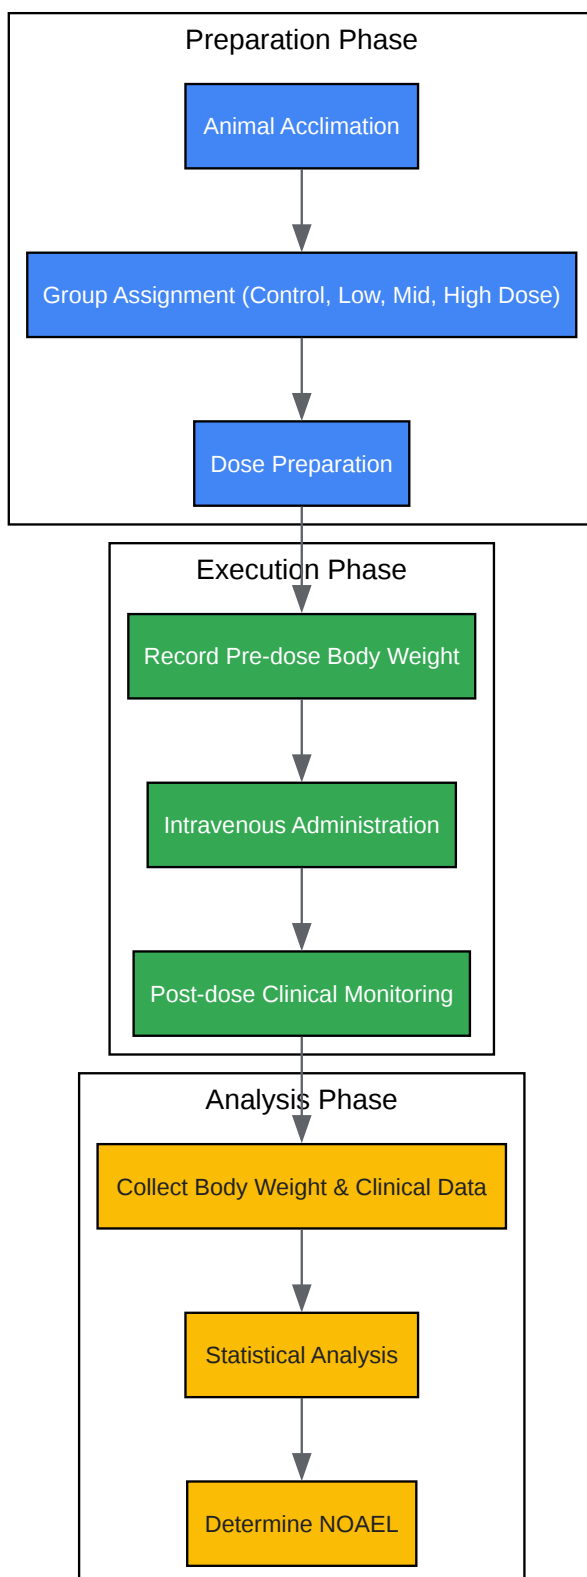 Preparation Phase
Animal Acclimation
Group Assignment (Control, Low, Mid, High Dose)
Dose Preparation
Execution Phase
Record Pre-dose Body Weight
Intravenous Administration
Post-dose Clinical Monitoring
Analysis Phase
Collect Body Weight & Clinical Data
Statistical Analysis
Determine NOAEL